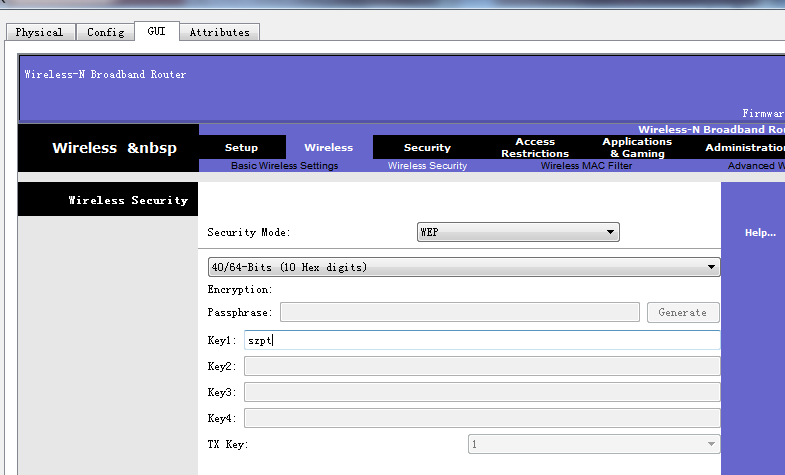 Physical Config GUI Attributes
Wireless-N Broadband Router
Firmwar
Wireless-N Broadband Rou
Wireless &nbsp Setup Wireless Security Access Restrictions Applications & Gaming Administration
Basic Wireless Settings Wireless Security Wireless MAC Filter Advanced W
Wireless Security
Security Mode: WEP Help...
40/64-Bits (10 Hex digits)
Encryption:
Passphrase: Generate
Key1: szpt
Key2:
Key3:
Key4:
TX Key: 1